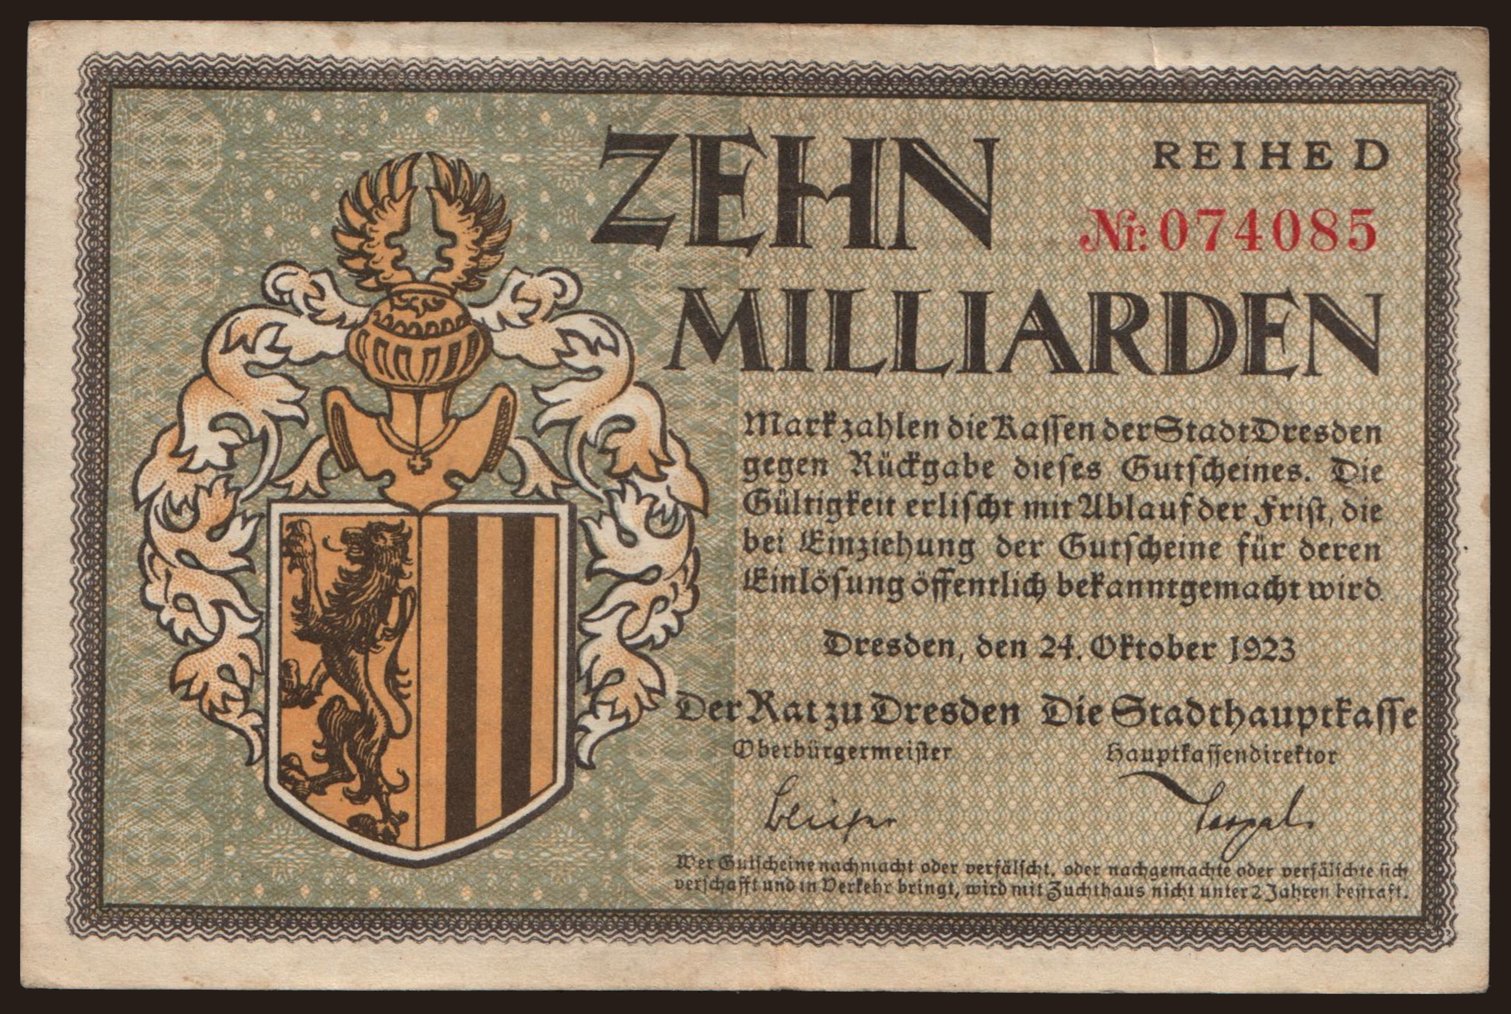 ZEHN
REIHE D
Nr. 074085
MILLIARDEN
Mark zahlen die Kassen der Stadt Dresden
gegen Rückgabe dieses Gutscheines. Die
Gültigkeit erlischt mit Ablauf der Frist, die
bei Einziehung der Gutscheine für deren
Einlösung öffentlich bekanntgemacht wird.
Dresden, den 24. Oktober 1923
Der Rat zu Dresden Die Stadthauptkasse
Oberbürgermeister Hauptkassendirektor
Wer Gutscheine nachmacht oder verfälscht, oder nachgemachte oder verfälschte sich
verschafft und in Verkehr bringt, wird mit Zuchthaus nicht unter 2 Jahren bestraft.